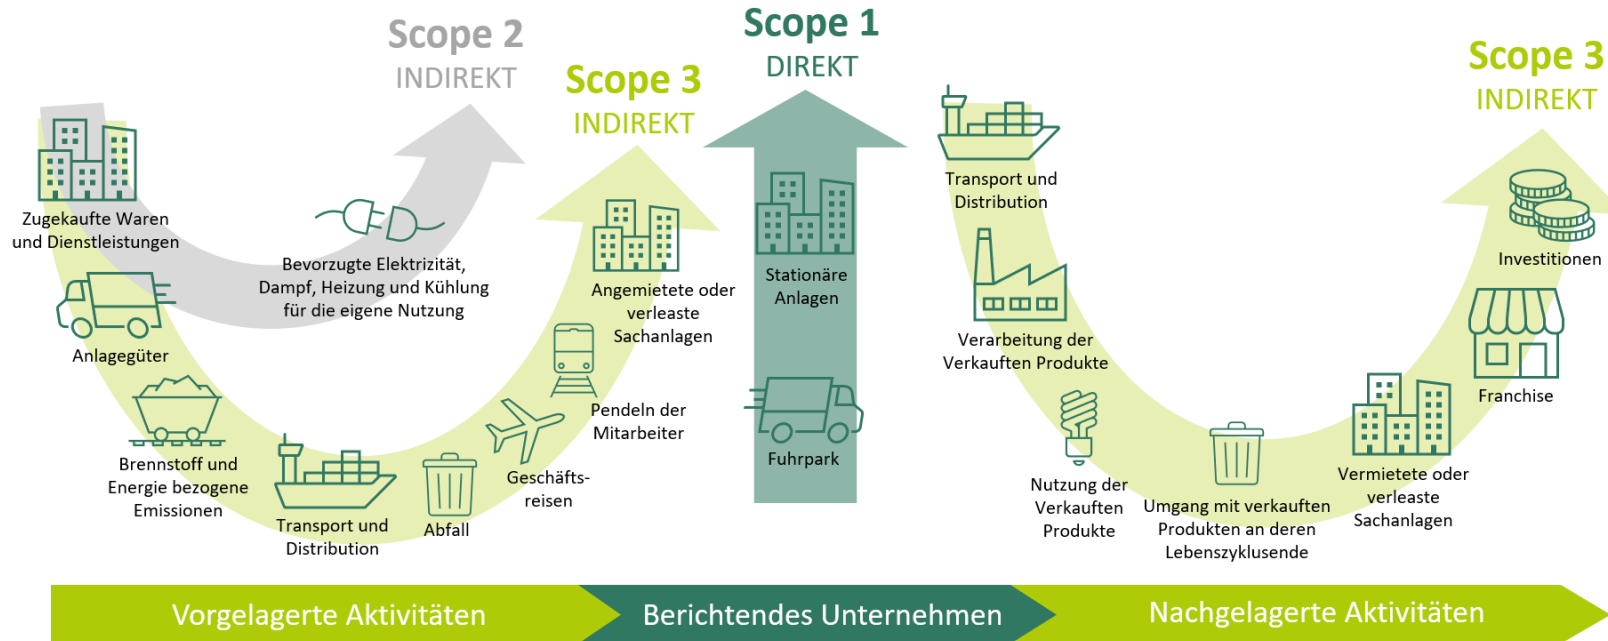 Scope 2
INDIREKT
Scope 3
INDIREKT
Scope 1
DIREKT
Scope 3
INDIREKT
Zugekaufte Waren
und Dienstleistungen
Bevorzugte Elektrizität,
Dampf, Heizung und Kühlung
für die eigene Nutzung
Anlagegüter
Brennstoff und
Energie bezogene
Emissionen
Transport und
Distribution
Abfall
Geschäfts-
reisen
Pendeln der
Mitarbeiter
Angemietete oder
verleaste
Sachanlagen
Stationäre
Anlagen
Fuhrpark
Transport und
Distribution
Verarbeitung der
Verkauften Produkte
Nutzung der
Verkauften
Produkte
Umgang mit verkauften
Produkten an deren
Lebenszyklusende
Vermietete oder
verleaste
Sachanlagen
Franchise
Investitionen
Vorgelagerte Aktivitäten
Berichtendes Unternehmen
Nachgelagerte Aktivitäten